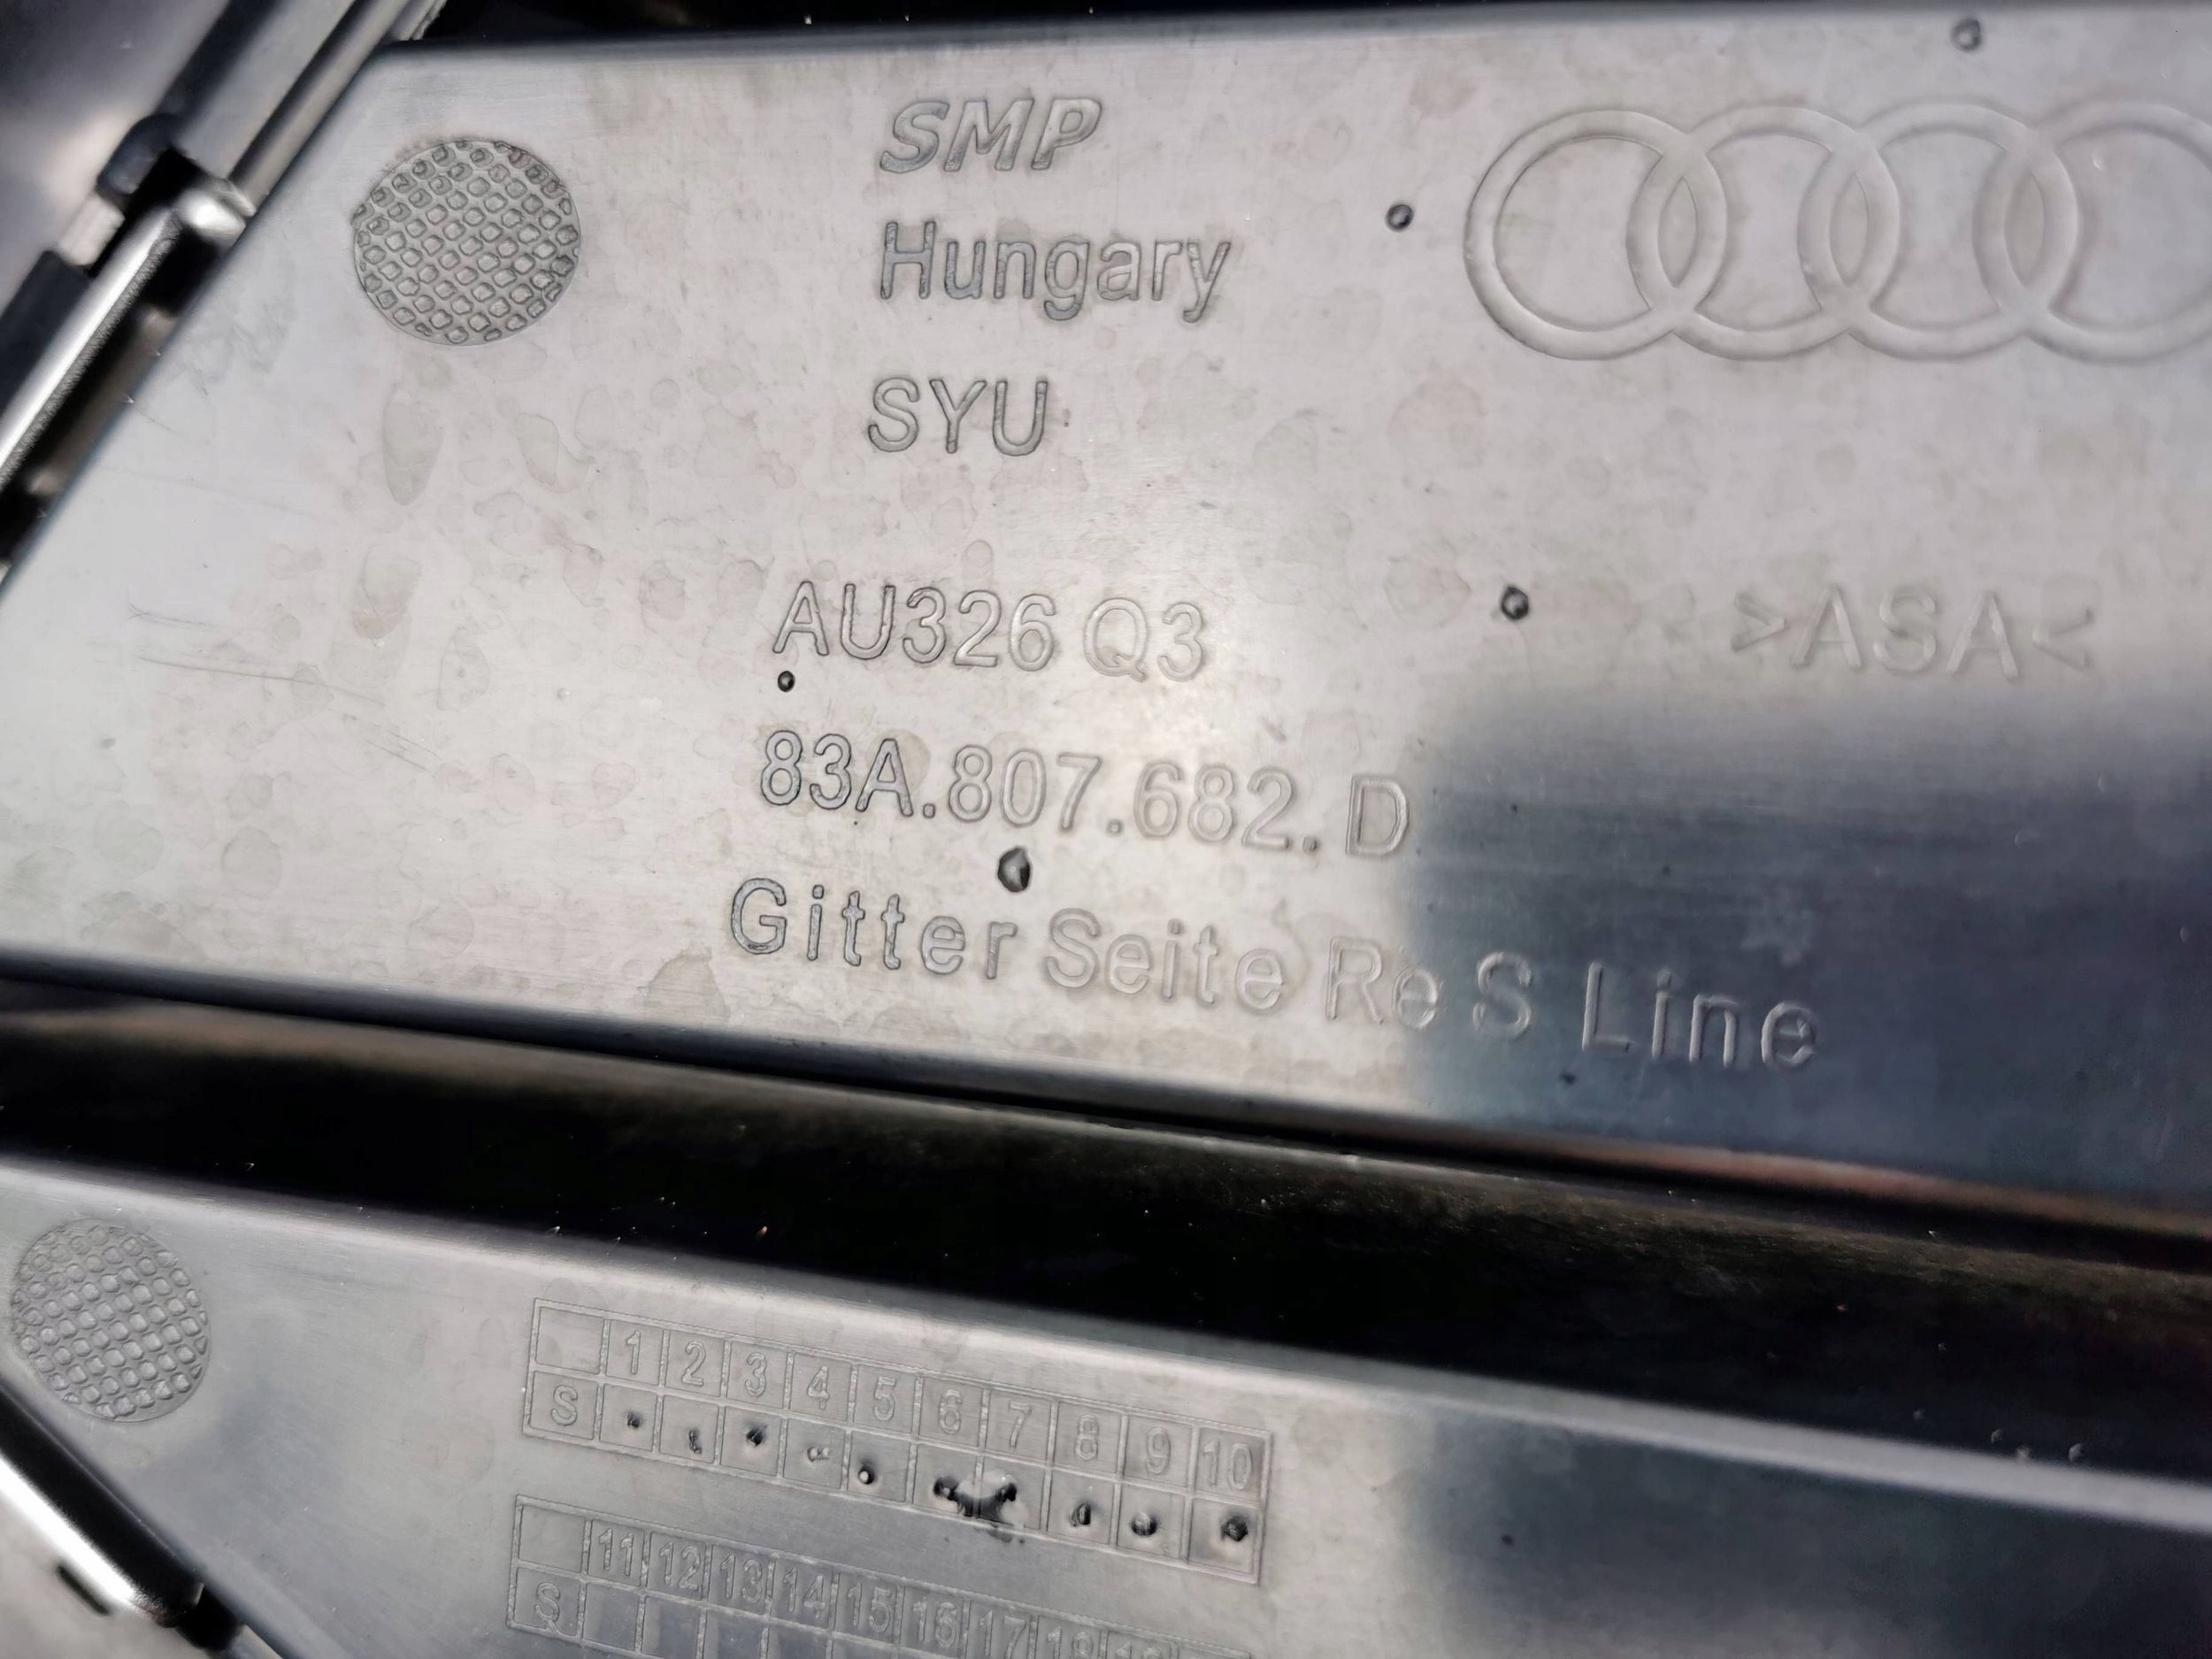 SMP
Hungary
SYU
AU326 Q3
>ASA<
83A.807.682.D
Gitter Seite Re S Line
1 2 3 4 5 6 7 8 9 10
S
11 12 13 14 15 16 17 18
S